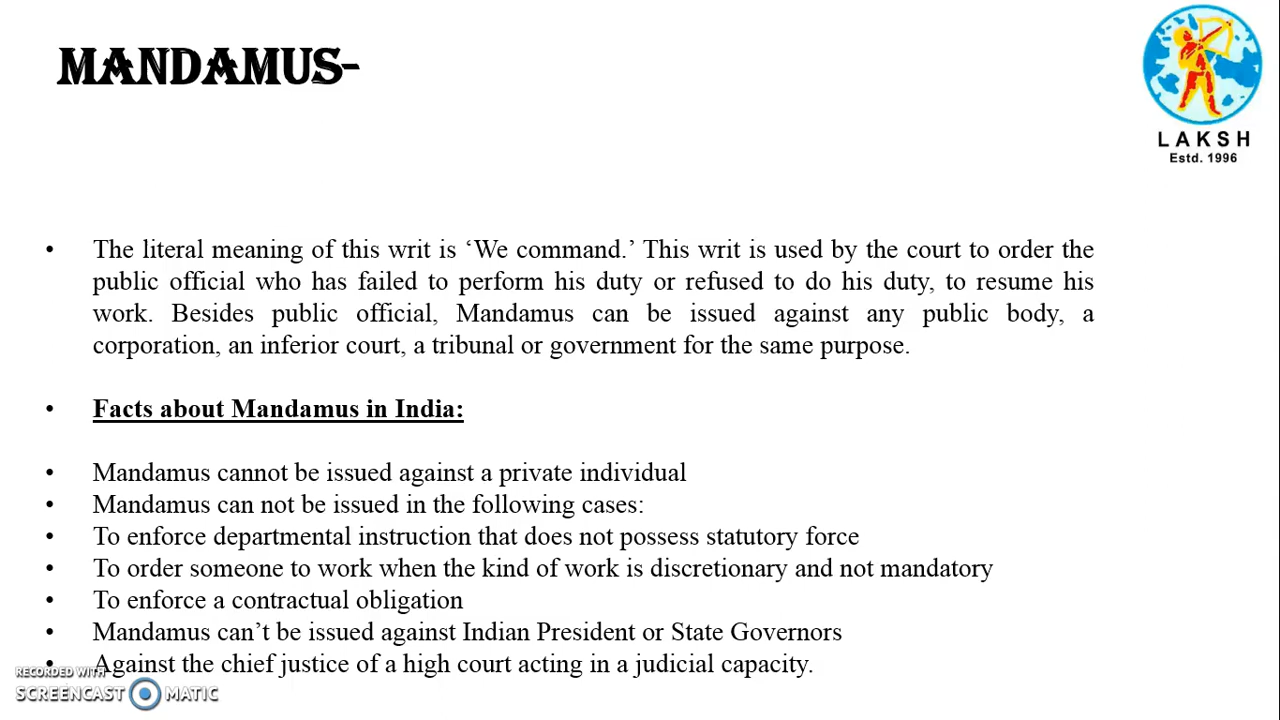 MANDAMUS-
LAKSH
Estd. 1996
• The literal meaning of this writ is ‘We command.’ This writ is used by the court to order the
public official who has failed to perform his duty or refused to do his duty, to resume his
work. Besides public official, Mandamus can be issued against any public body, a
corporation, an inferior court, a tribunal or government for the same purpose.
• Facts about Mandamus in India:
• Mandamus cannot be issued against a private individual
• Mandamus can not be issued in the following cases:
• To enforce departmental instruction that does not possess statutory force
• To order someone to work when the kind of work is discretionary and not mandatory
• To enforce a contractual obligation
• Mandamus can’t be issued against Indian President or State Governors
• Against the chief justice of a high court acting in a judicial capacity.
RECORDED WITH
SCREENCAST MATIC